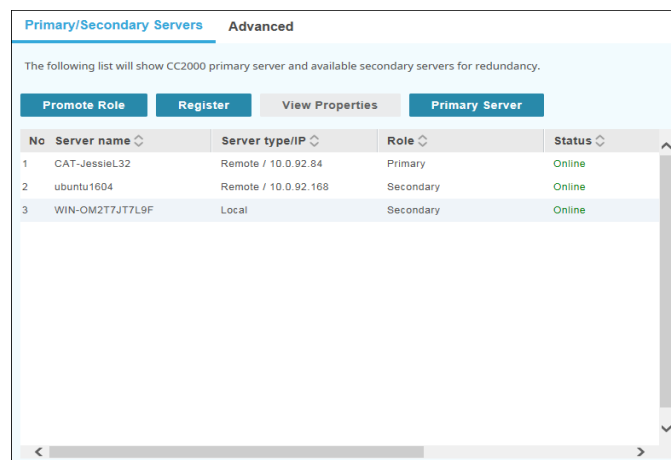 Primary/Secondary Servers Advanced
The following list will show CC2000 primary server and available secondary servers for redundancy.
Promote Role Register View Properties Primary Server
No Server name Server type/IP Role Status
1 CAT-JessieL32 Remote / 10.0.92.84 Primary Online
2 ubuntu1604 Remote / 10.0.92.168 Secondary Online
3 WIN-OM2T7JT7L9F Local Secondary Online